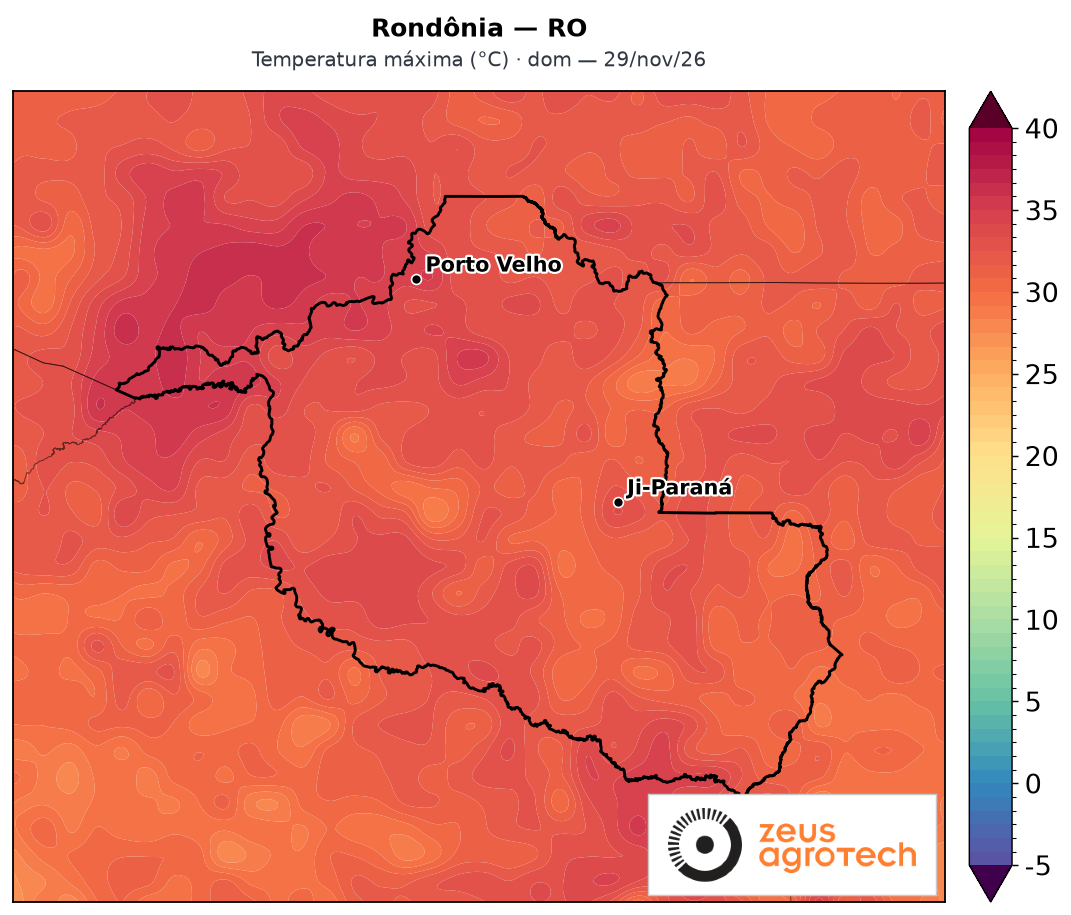 Rondônia — RO
Temperatura máxima (°C) · dom — 29/nov/26
Porto Velho
Ji-Paraná
40
35
30
25
20
15
10
5
0
-5
zeus
agrotech